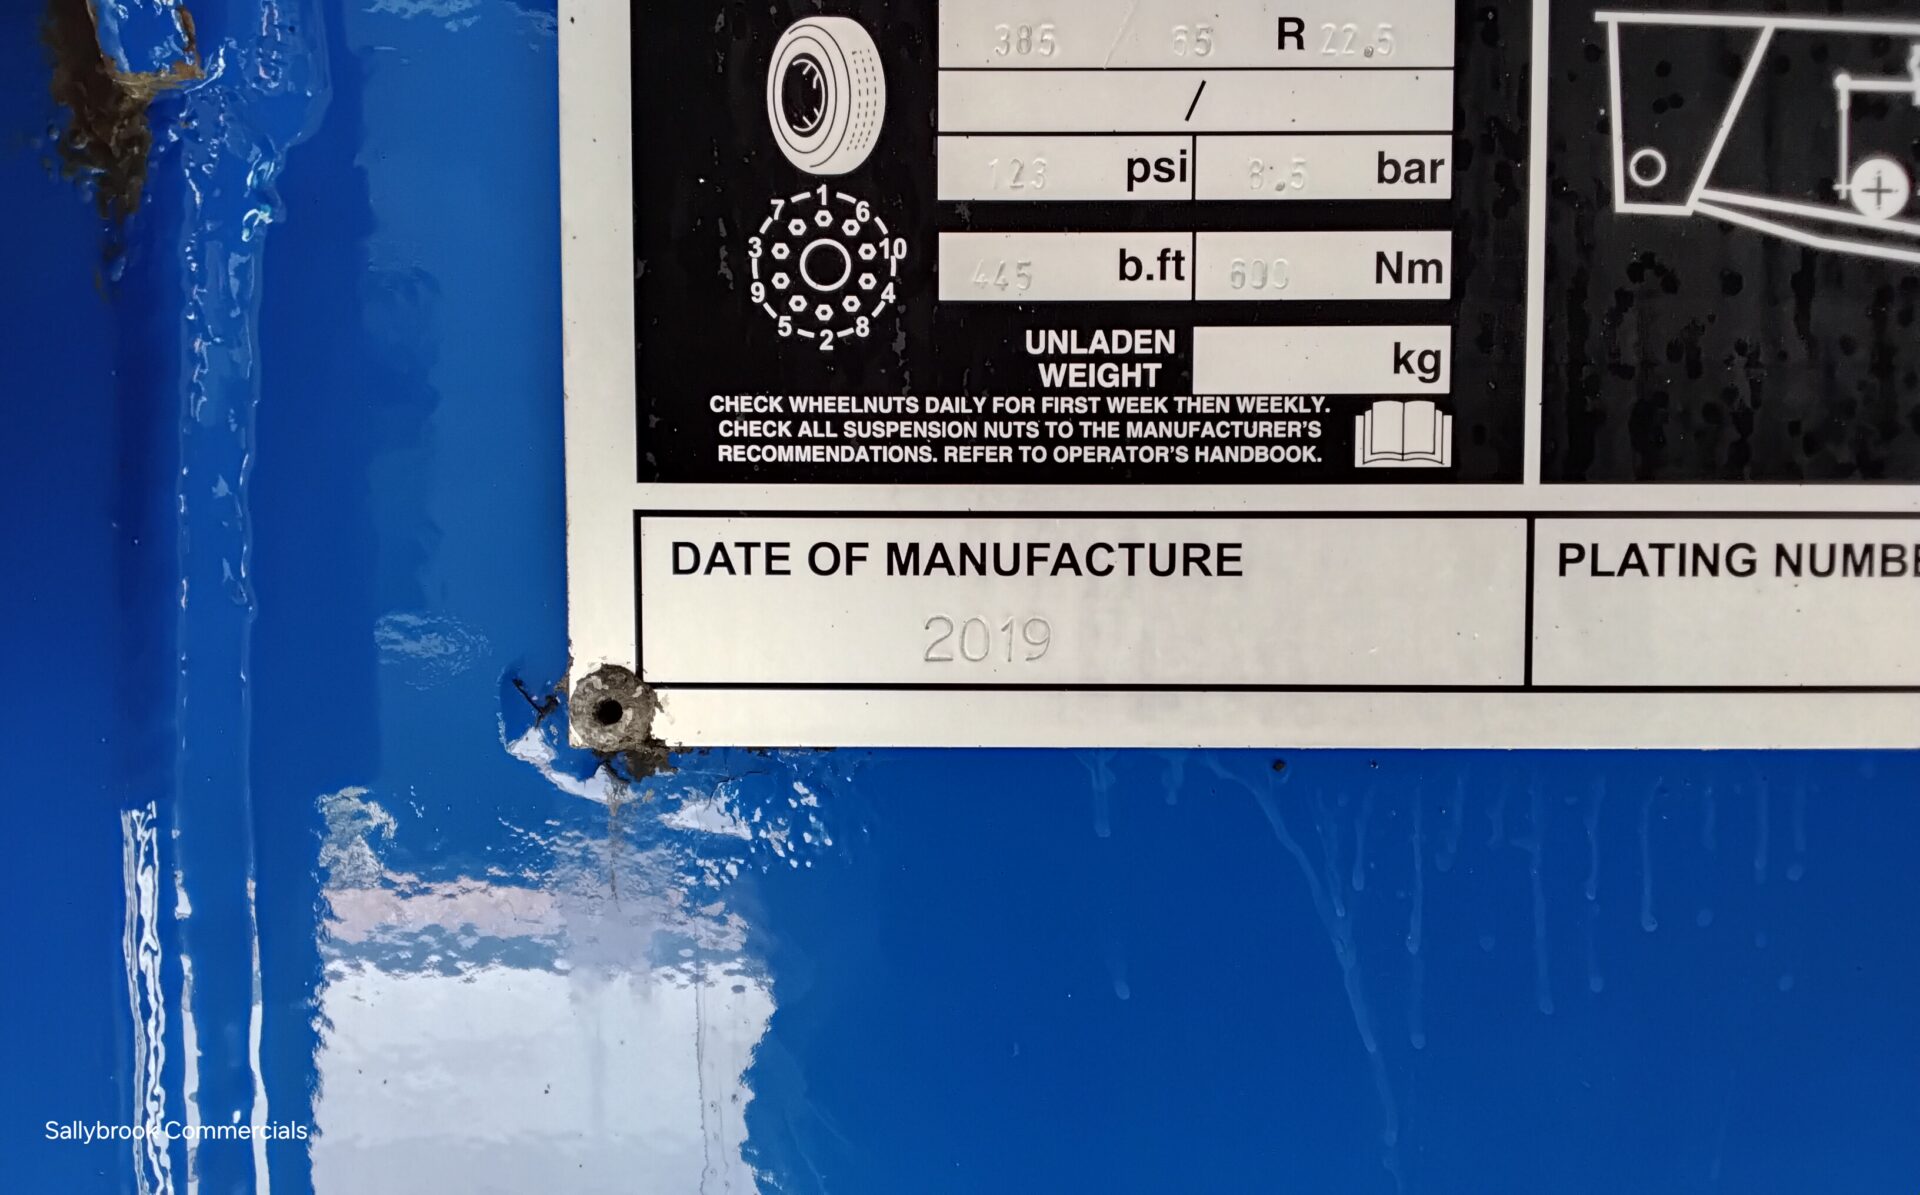 385 / 65 R 22.5
/
123 psi 8.5 bar
1
7 6
3 10
9 4
5 8
2
445 b.ft 600 Nm
UNLADEN
WEIGHT kg
CHECK WHEELNUTS DAILY FOR FIRST WEEK THEN WEEKLY.
CHECK ALL SUSPENSION NUTS TO THE MANUFACTURER'S
RECOMMENDATIONS. REFER TO OPERATOR'S HANDBOOK.
DATE OF MANUFACTURE
2019
PLATING NUMBE
Sallybrook Commercials